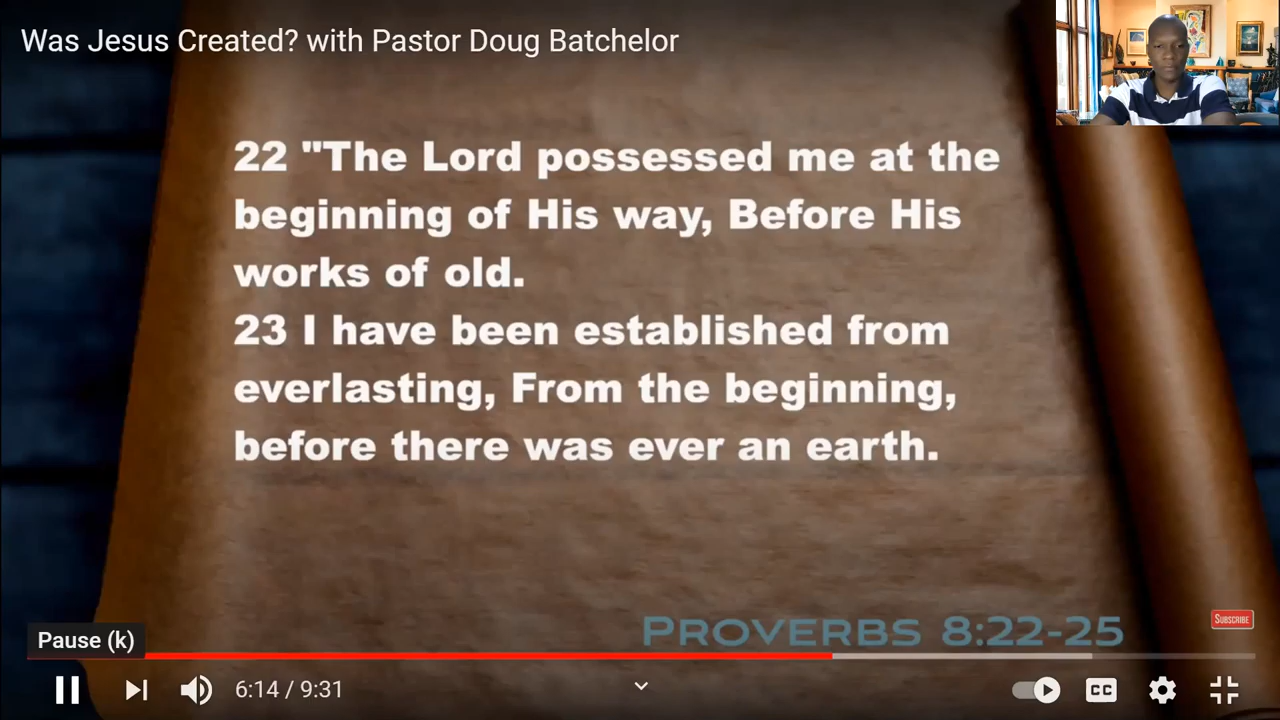 Was Jesus Created? with Pastor Doug Batchelor
22 "The Lord possessed me at the
beginning of His way, Before His
works of old.
23 I have been established from
everlasting, From the beginning,
before there was ever an earth.
PROVERBS 8:22-25
SUBSCRIBE
Pause (k)
6:14 / 9:31
CC